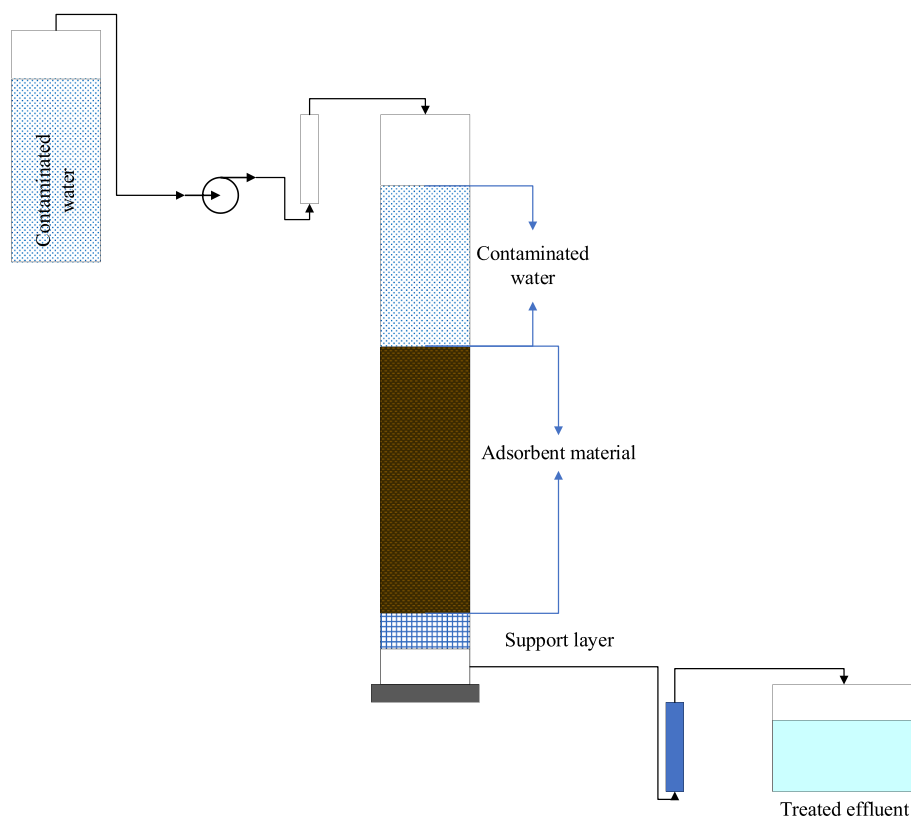 Contaminated
water
Contaminated
water
Adsorbent material
Support layer
Treated effluent